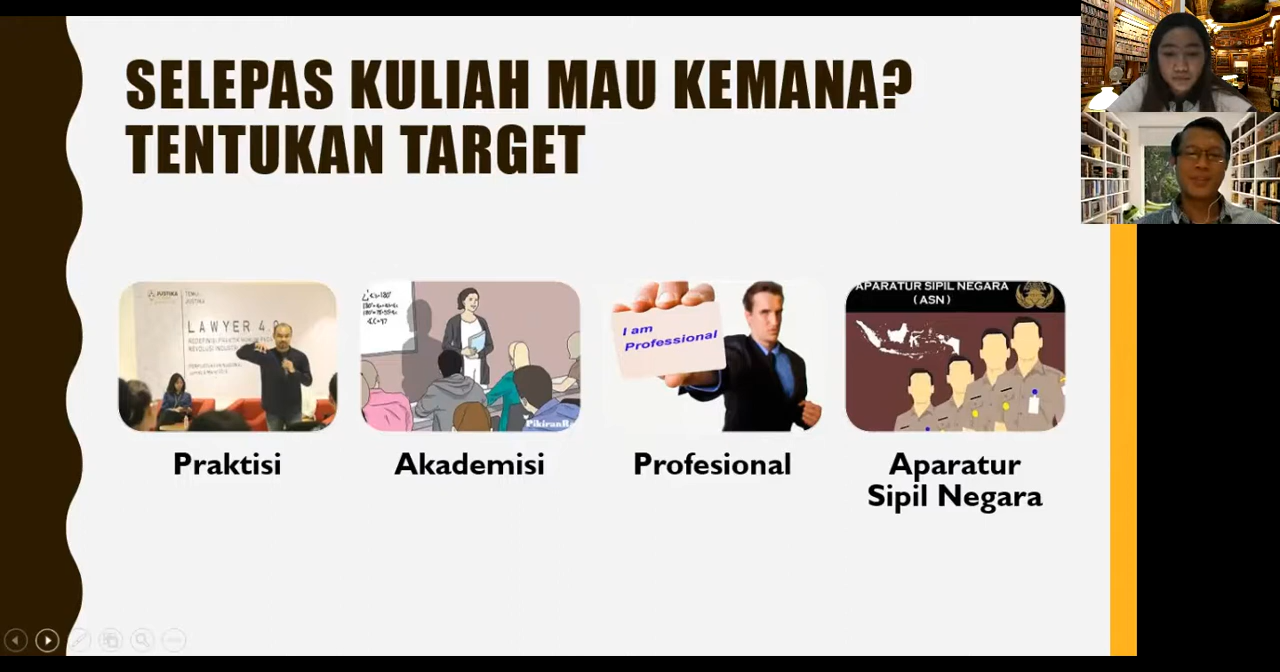 SELEPAS KULIAH MAU KEMANA?
TENTUKAN TARGET
JUSTIKA
LAWYER 4.0
I am
Professional
APARATUR SIPIL NEGARA
(ASN)
Praktisi
Akademisi
Profesional
Aparatur
Sipil Negara